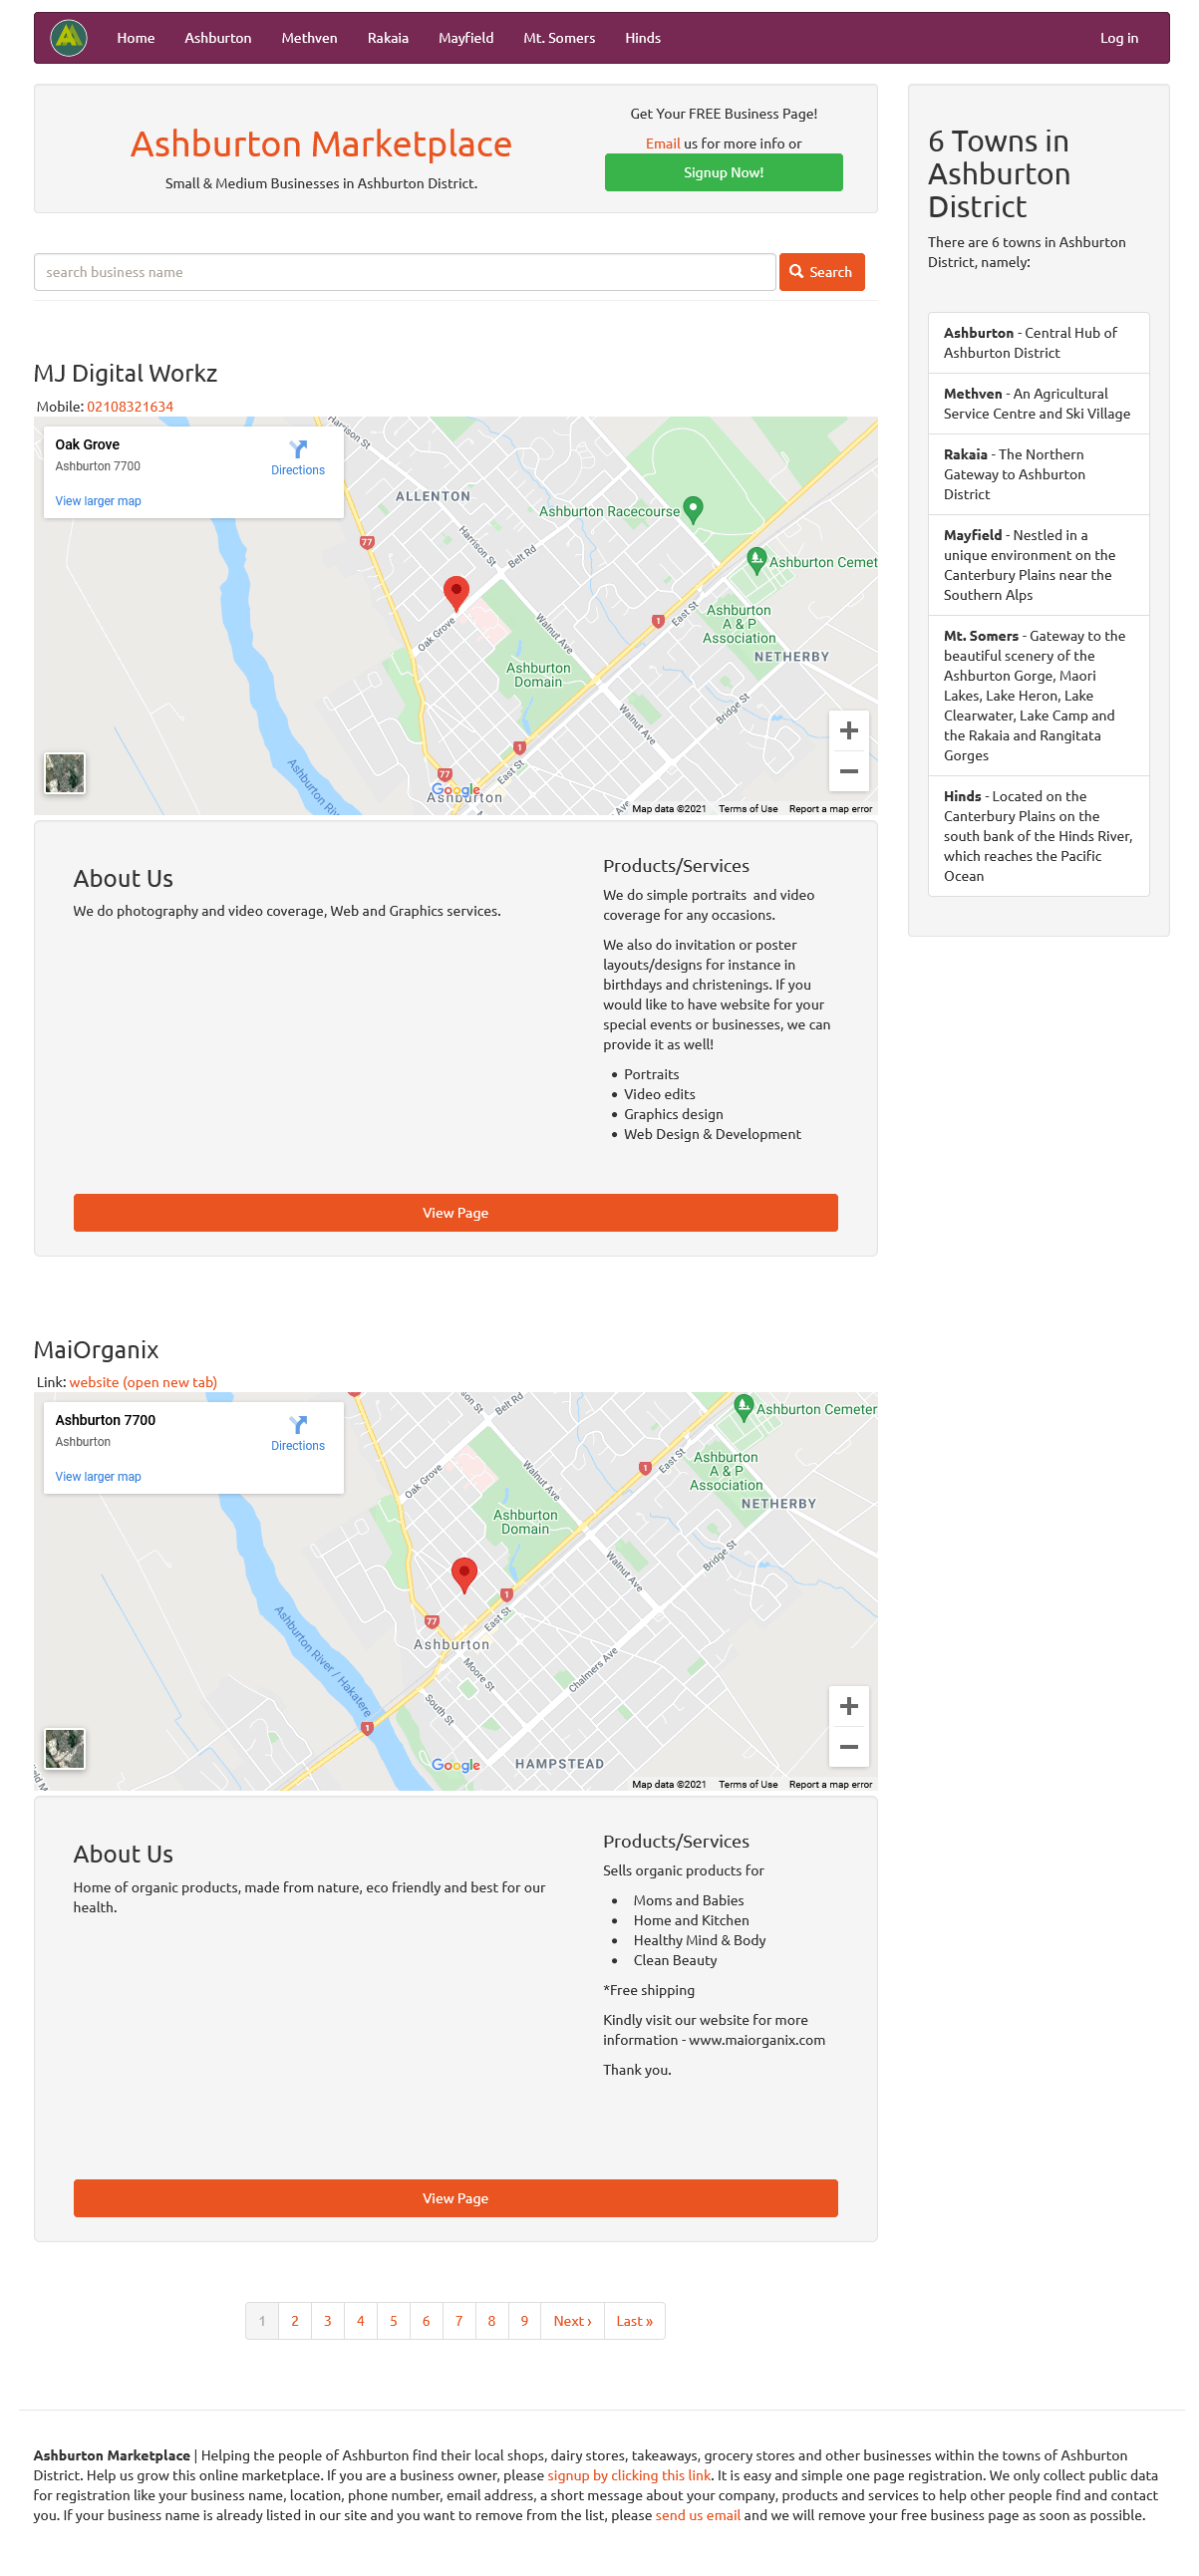 Home Ashburton Methven Rakaia Mayfield Mt. Somers Hinds Log in
Ashburton Marketplace
Small & Medium Businesses in Ashburton District.
Get Your FREE Business Page!
Email us for more info or
Signup Now!
search business name
Search
6 Towns in
Ashburton
District
There are 6 towns in Ashburton
District, namely:
Ashburton - Central Hub of
Ashburton District
Methven - An Agricultural
Service Centre and Ski Village
Rakaia - The Northern
Gateway to Ashburton
District
Mayfield - Nestled in a
unique environment on the
Canterbury Plains near the
Southern Alps
Mt. Somers - Gateway to the
beautiful scenery of the
Ashburton Gorge, Maori
Lakes, Lake Heron, Lake
Clearwater, Lake Camp and
the Rakaia and Rangitata
Gorges
Hinds - Located on the
Canterbury Plains on the
south bank of the Hinds River,
which reaches the Pacific
Ocean
MJ Digital Workz
Mobile: 02108321634
Oak Grove
Ashburton 7700
Directions
View larger map
Harrison St
ALLENTON
Ashburton Racecourse
77
Harrison St
Belt Rd
Ashburton Cemet
1
East St
Ashburton
A & P
Association
Walnut Ave
Oak Grove
NETHERBY
Ashburton
Domain
Walnut Ave
Bridge St
1
East St
77
Ashburton Riv
Google
Ashburton
Chalmers Ave
Map data ©2021 Terms of Use Report a map error
About Us
We do photography and video coverage, Web and Graphics services.
Products/Services
We do simple portraits  and video
coverage for any occasions.
We also do invitation or poster
layouts/designs for instance in
birthdays and christenings. If you
would like to have website for your
special events or businesses, we can
provide it as well!
• Portraits
• Video edits
• Graphics design
• Web Design & Development
View Page
MaiOrganix
Link: website (open new tab)
Ashburton 7700
Ashburton
Directions
View larger map
Belt Rd
Ashburton Cemeter
East St
1
Ashburton
A & P
Association
Oak Grove
Walnut Ave
NETHERBY
Ashburton
Domain
Bridge St
Walnut Ave
1
77
East St
Ashburton
Ashburton River / Hakatere
Moore St
Chalmers Ave
South St
1
Google
HAMPSTEAD
Map data ©2021 Terms of Use Report a map error
About Us
Home of organic products, made from nature, eco friendly and best for our
health.
Products/Services
Sells organic products for
• Moms and Babies
• Home and Kitchen
• Healthy Mind & Body
• Clean Beauty
*Free shipping
Kindly visit our website for more
information - www.maiorganix.com
Thank you.
View Page
1 2 3 4 5 6 7 8 9 Next › Last »
Ashburton Marketplace | Helping the people of Ashburton find their local shops, dairy stores, takeaways, grocery stores and other businesses within the towns of Ashburton
District. Help us grow this online marketplace. If you are a business owner, please signup by clicking this link. It is easy and simple one page registration. We only collect public data
for registration like your business name, location, phone number, email address, a short message about your company, products and services to help other people find and contact
you. If your business name is already listed in our site and you want to remove from the list, please send us email and we will remove your free business page as soon as possible.